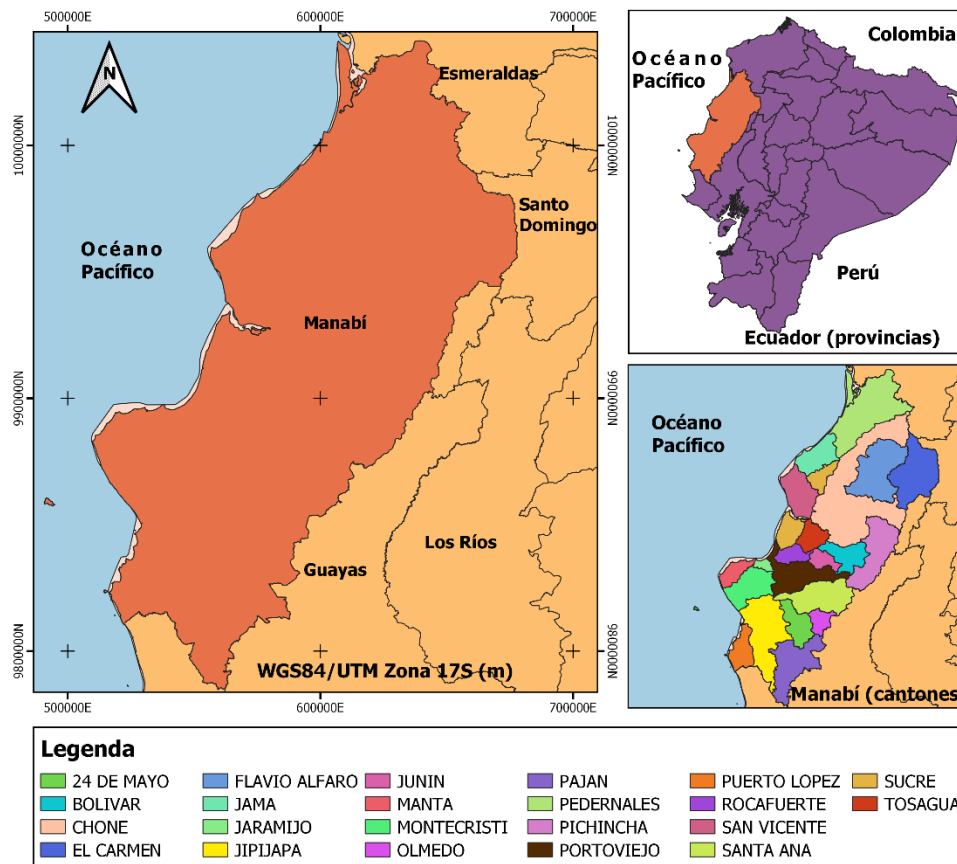 500000E
600000E
700000E
N
Esmeraldas
Santo
Domingo
Océano
Pacífico
Manabí
Los Ríos
Guayas
WGS84/UTM Zona 17S (m)
10000000N
9900000N
9800000N
10000000N
9900000N
9800000N
500000E
600000E
700000E
Colombia
Océano
Pacífico
Perú
Ecuador (provincias)
Océano
Pacífico
Manabí (cantones)
Legenda
24 DE MAYO
BOLIVAR
CHONE
EL CARMEN
FLAVIO ALFARO
JAMA
JARAMIJO
JIPIJAPA
JUNIN
MANTA
MONTECRISTI
OLMEDO
PAJAN
PEDERNALES
PICHINCHA
PORTOVIEJO
PUERTO LOPEZ
ROCAFUERTE
SAN VICENTE
SANTA ANA
SUCRE
TOSAGUA